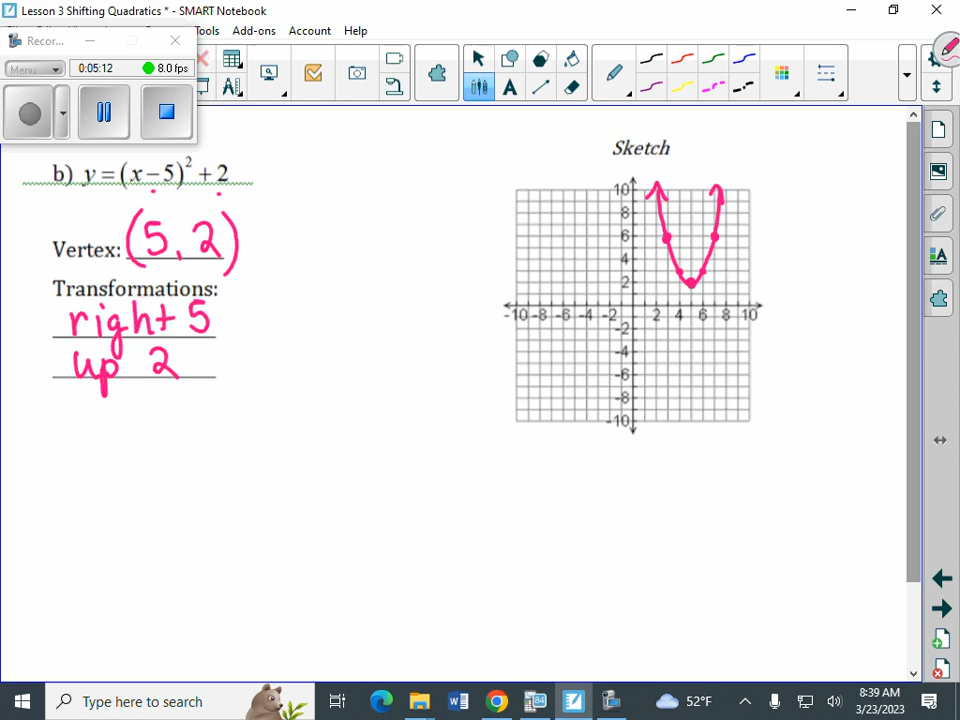 Lesson 3 Shifting Quadratics * - SMART Notebook
Tools Add-ons Account Help
Recor...
Menu 0:05:12 8.0 fps
b) y = (x − 5)² + 2
Sketch
Vertex: (5, 2)
Transformations:
right 5
up 2
10
8
6
4
2
-10 -8 -6 -4 -2 2 4 6 8 10
-2
-4
-6
-8
-10
Type here to search
52°F
8:39 AM
3/23/2023